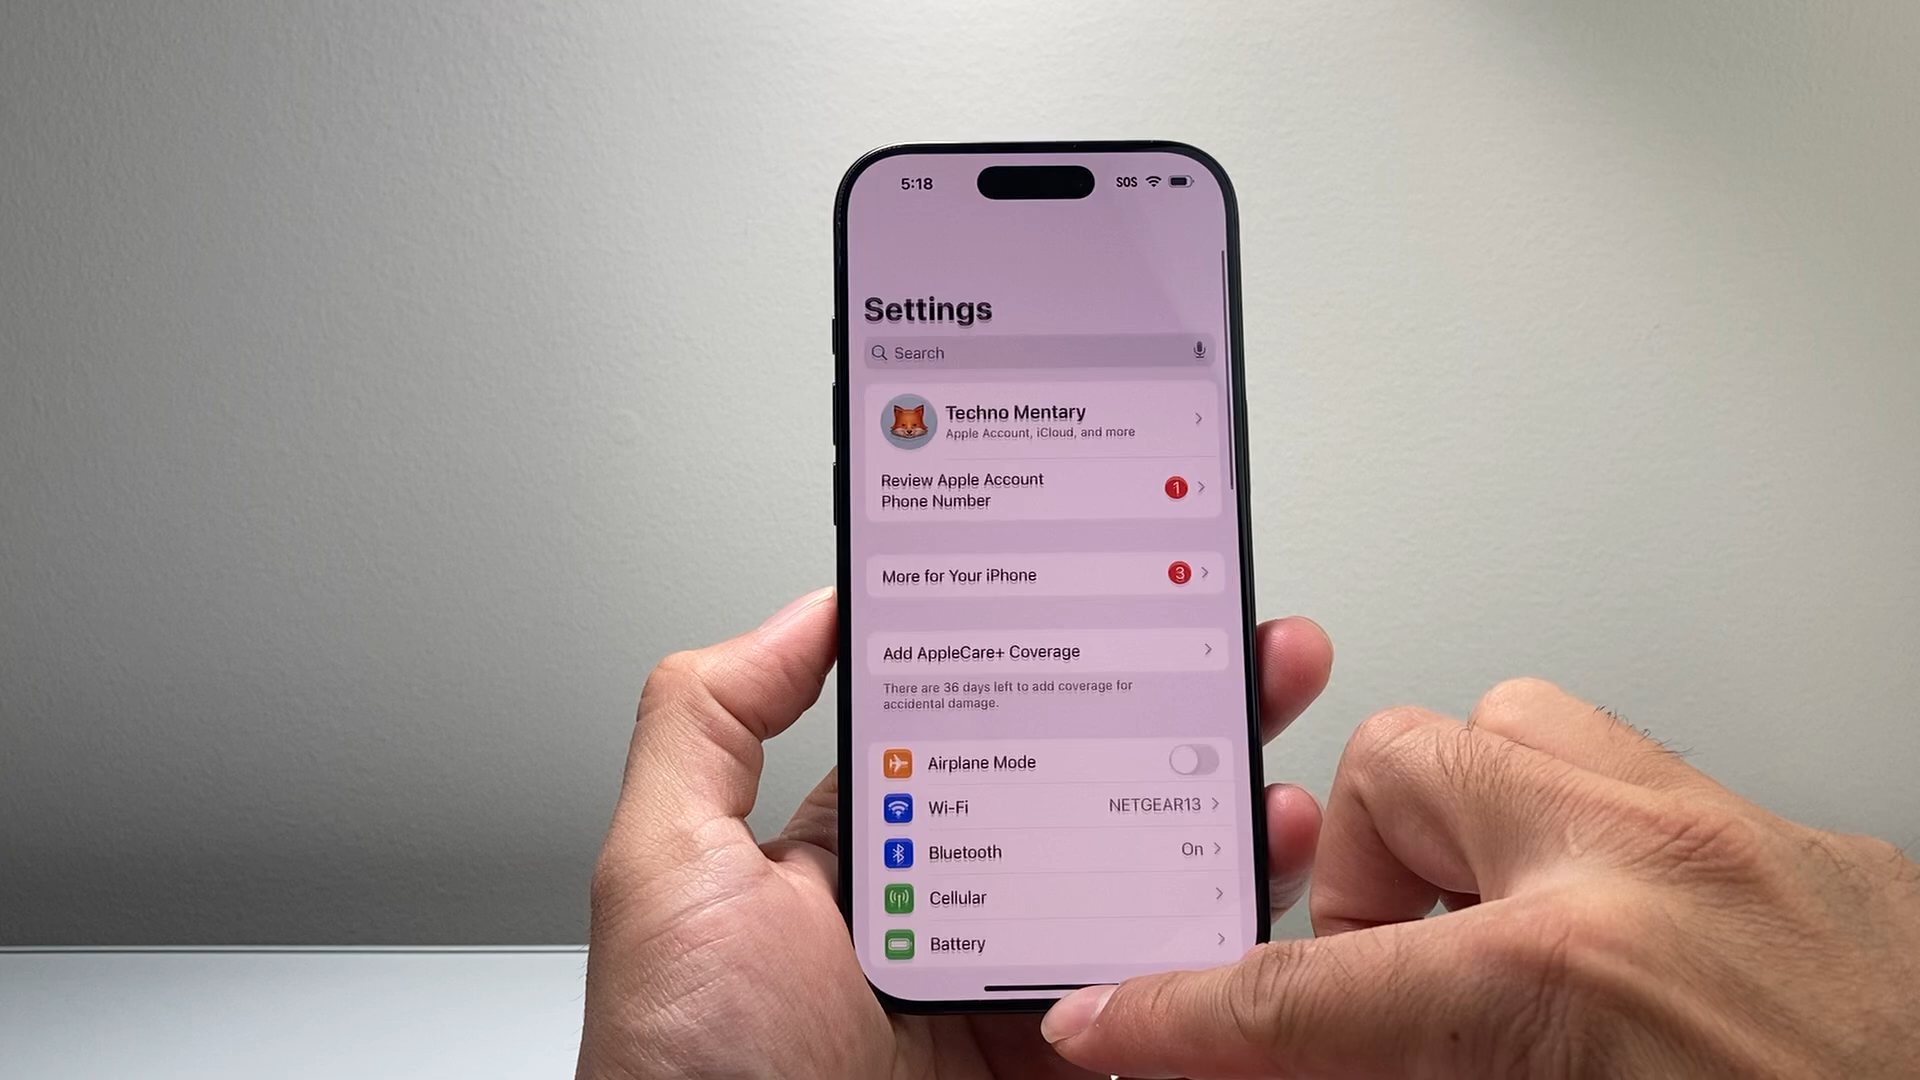 5:18
SOS
Settings
Search
Techno Mentary
Apple Account, iCloud, and more
Review Apple Account
Phone Number
1
More for Your iPhone
3
Add AppleCare+ Coverage
There are 36 days left to add coverage for
accidental damage.
Airplane Mode
Wi-Fi
NETGEAR13
Bluetooth
On
Cellular
Battery